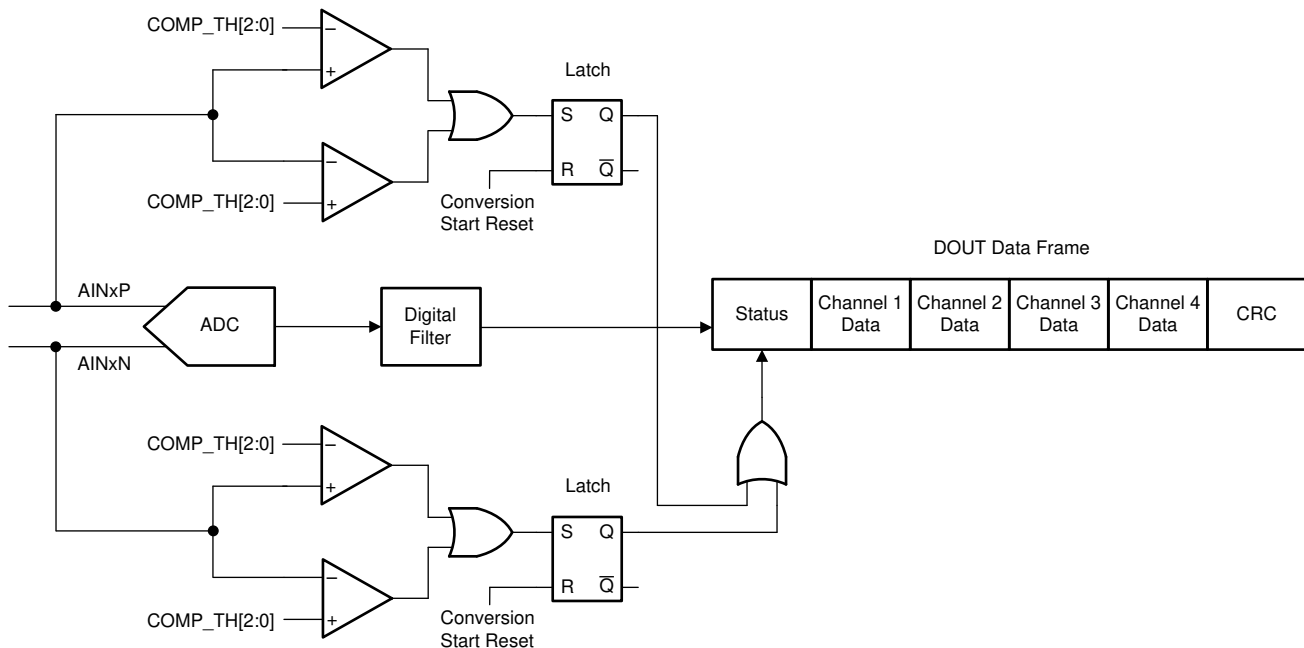 COMP_TH[2:0]
−
+
−
+
COMP_TH[2:0]
Latch
S Q
R Q̅
Conversion
Start Reset
AINxP
AINxN
ADC
Digital
Filter
DOUT Data Frame
Status
Channel 1
Data
Channel 2
Data
Channel 3
Data
Channel 4
Data
CRC
COMP_TH[2:0]
−
+
−
+
COMP_TH[2:0]
Latch
S Q
R Q̅
Conversion
Start Reset